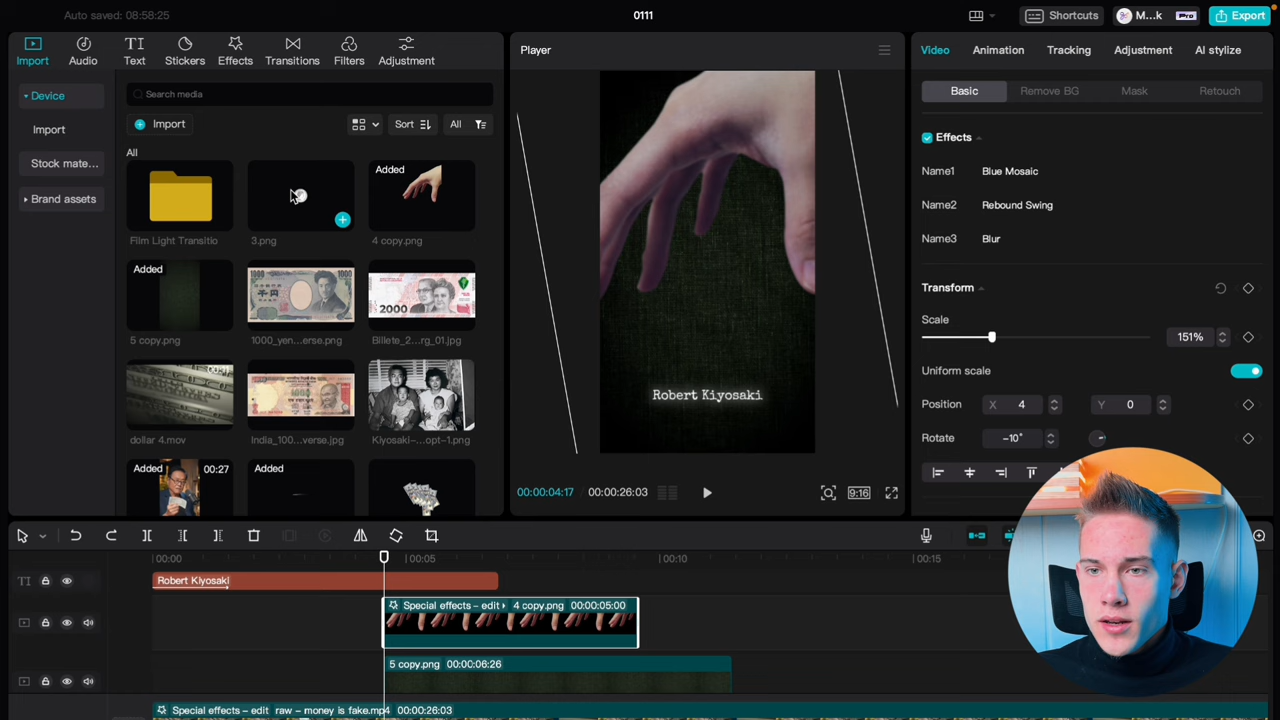 Auto saved: 08:58:25
0111
Shortcuts
M...k
Pro
Export
Import
Audio
Text
Stickers
Effects
Transitions
Filters
Adjustment
Device
Import
Stock mate...
Brand assets
Search media
Import
Sort
All
All
Film Light Transitio
3.png
Added
4 copy.png
Added
5 copy.png
1000_yen...erse.png
Billete_2...rg_01.jpg
dollar 4.mov
India_100...verse.jpg
Kiyosaki-...opt-1.png
Added
00:27
Added
Player
Robert Kiyosaki
00:00:04:17
00:00:26:03
9:16
Video
Animation
Tracking
Adjustment
AI stylize
Basic
Remove BG
Mask
Retouch
Effects
Name1
Blue Mosaic
Name2
Rebound Swing
Name3
Blur
Transform
Scale
151%
Uniform scale
Position
X
4
Y
0
Rotate
-10°
00:00
00:05
00:10
00:15
TI
Robert Kiyosaki
Special effects – edit
4 copy.png
00:00:05:00
5 copy.png
00:00:06:26
Special effects – edit
raw – money is fake.mp4
00:00:26:03